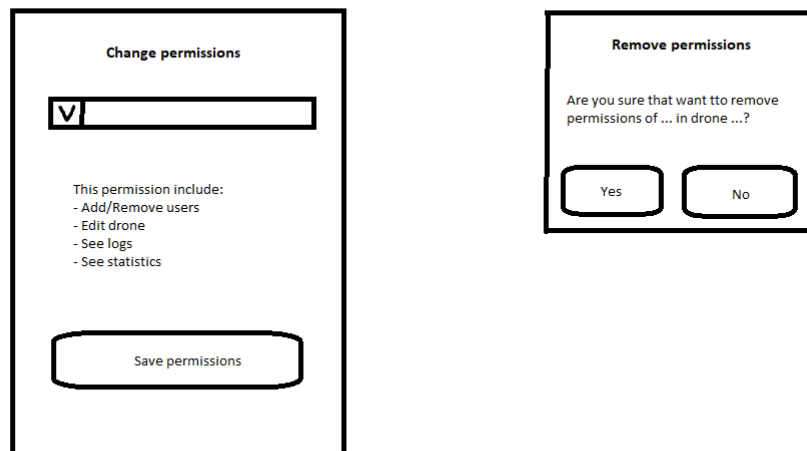 Change permissions
V
This permission include:
- Add/Remove users
- Edit drone
- See logs
- See statistics
Save permissions
Remove permissions
Are you sure that want tto remove
permissions of ... in drone ...?
Yes
No